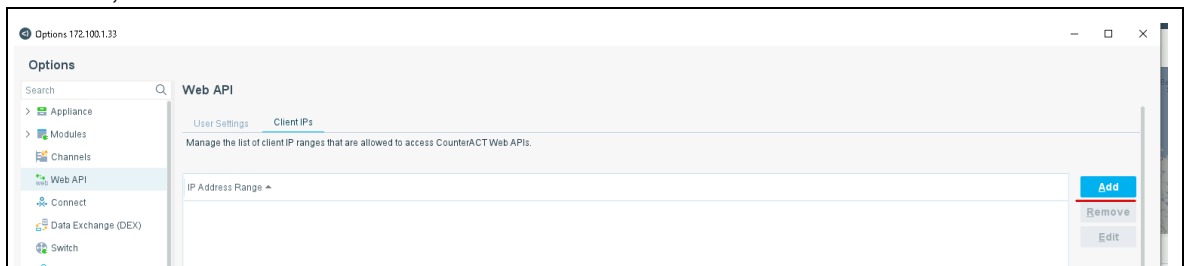 Options 172.100.1.33
Options
Search
Web API
Appliance
User Settings Client IPs
Modules
Manage the list of client IP ranges that are allowed to access CounterACT Web APIs.
Channels
Web API
IP Address Range
Add
Connect
Remove
Data Exchange (DEX)
Edit
Switch